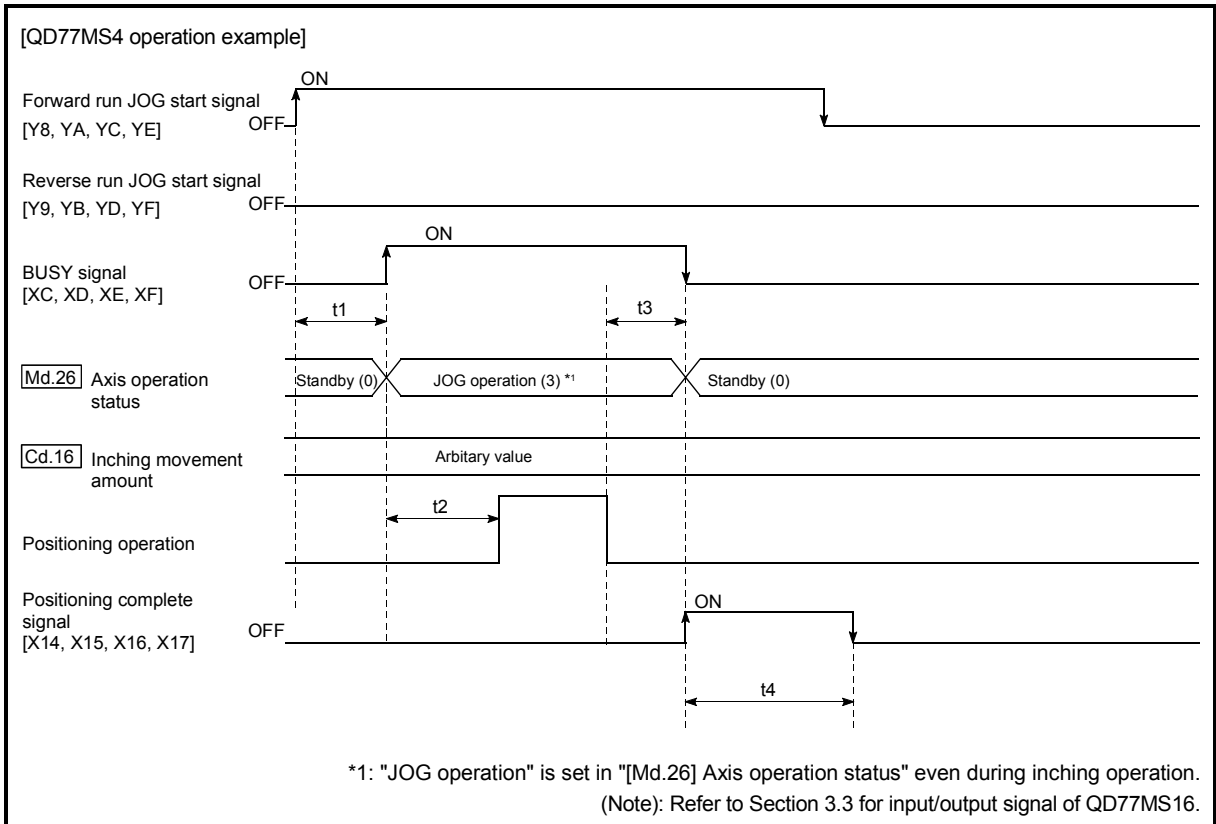 [QD77MS4 operation example]
ON
Forward run JOG start signal
[Y8, YA, YC, YE]
OFF
Reverse run JOG start signal
[Y9, YB, YD, YF]
OFF
ON
BUSY signal
[XC, XD, XE, XF]
OFF
t1
t3
Md.26 Axis operation
status
Standby (0)
JOG operation (3) *1
Standby (0)
Cd.16 Inching movement
amount
Arbitary value
t2
Positioning operation
Positioning complete
signal
[X14, X15, X16, X17]
OFF
ON
t4
*1: "JOG operation" is set in "[Md.26] Axis operation status" even during inching operation.
(Note): Refer to Section 3.3 for input/output signal of QD77MS16.